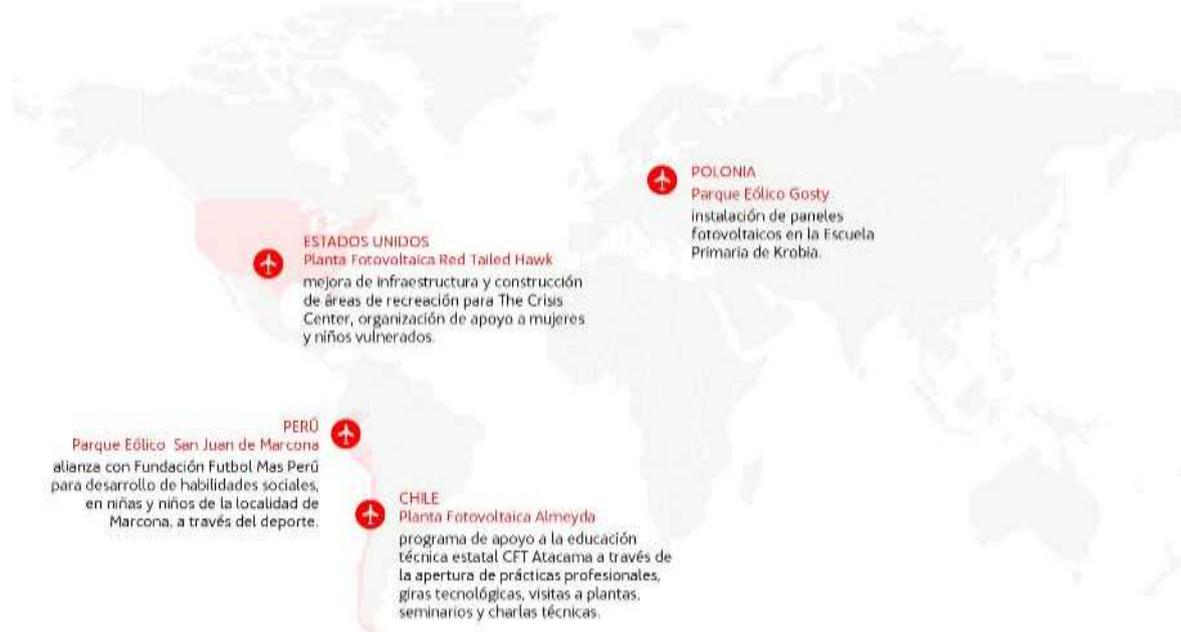 POLONIA
Parque Eólico Gosty
instalación de paneles
fotovoltaicos en la Escuela
Primaria de Krobia.
ESTADOS UNIDOS
Planta Fotovoltaica Red Tailed Hawk
mejora de infraestructura y construcción
de áreas de recreación para The Crisis
Center, organización de apoyo a mujeres
y niños vulnerados.
PERÚ
Parque Eólico San Juan de Marcona
alianza con Fundación Futbol Mas Perú
para desarrollo de habilidades sociales,
en niñas y niños de la localidad de
Marcona, a través del deporte.
CHILE
Planta Fotovoltaica Almeyda
programa de apoyo a la educación
técnica estatal CFT Atacama a través de
la apertura de prácticas profesionales,
giras tecnológicas, visitas a plantas,
seminarios y charlas técnicas.